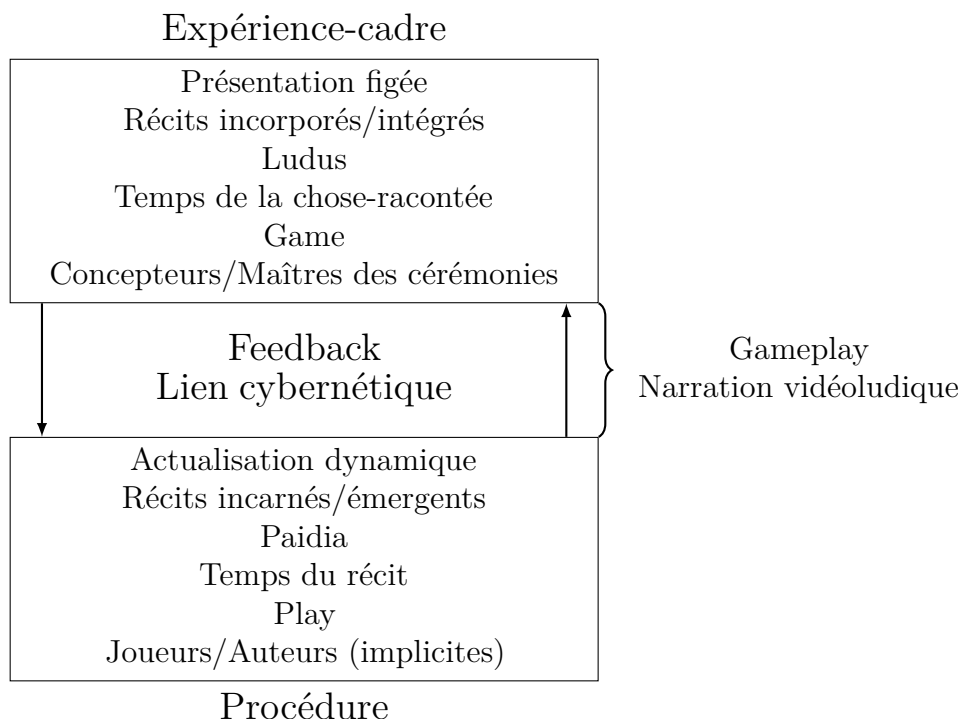 Expérience-cadre
Présentation figée
Récits incorporés/intégrés
Ludus
Temps de la chose-racontée
Game
Concepteurs/Maîtres des cérémonies
Feedback
Lien cybernétique
Gameplay
Narration vidéoludique
Actualisation dynamique
Récits incarnés/émergents
Paidia
Temps du récit
Play
Joueurs/Auteurs (implicites)
Procédure